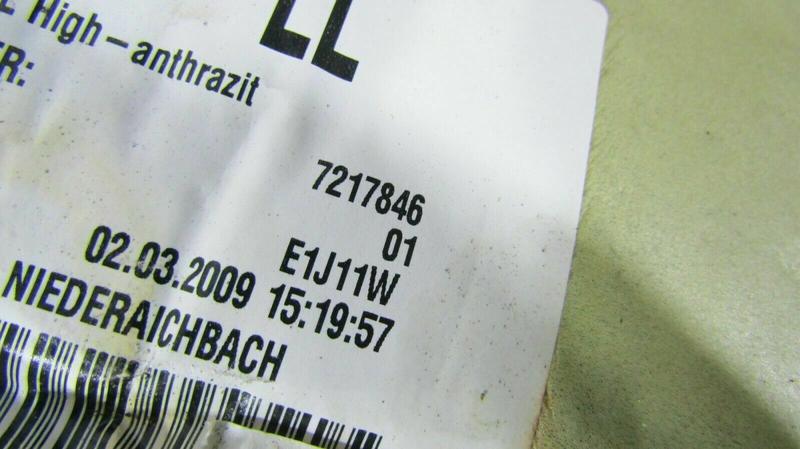 LL
High-anthrazit
ER:
7217846
01
E1J11W
02.03.2009 15:19:57
NIEDERAICHBACH